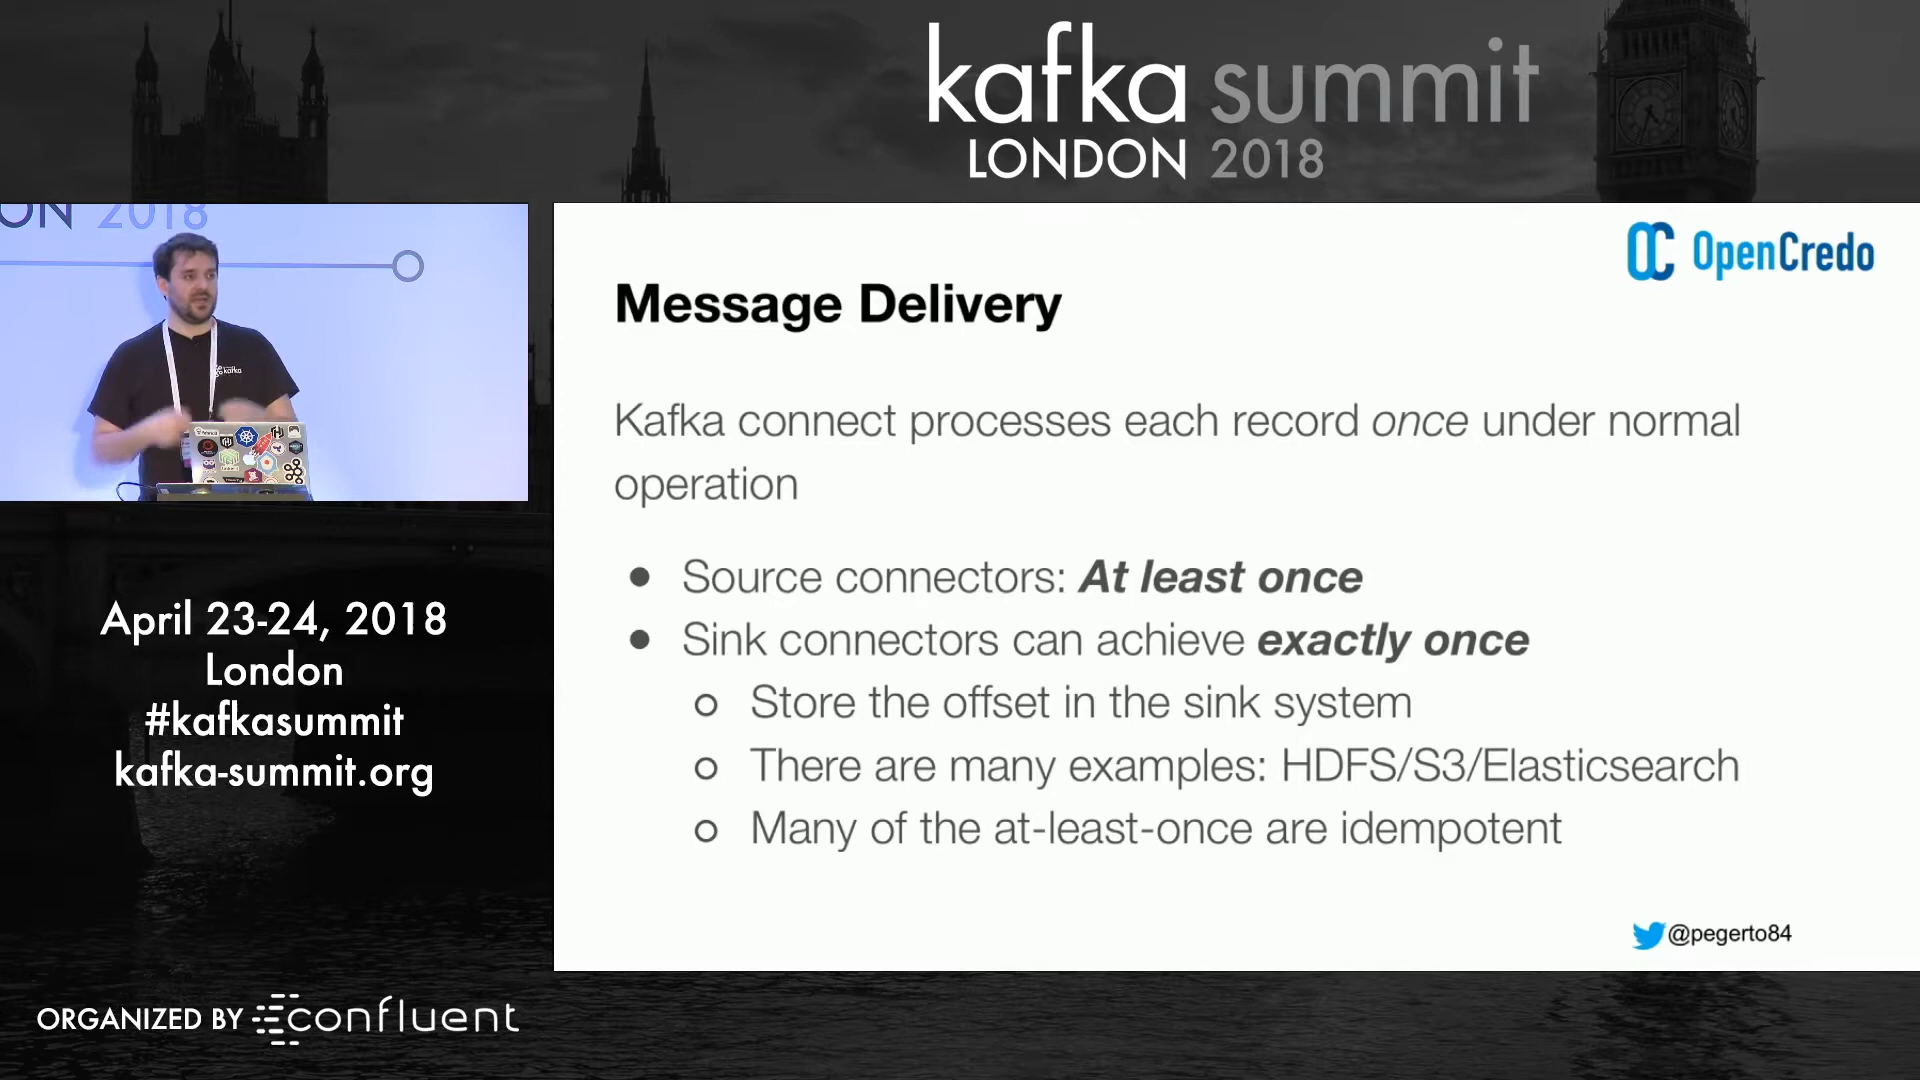 kafka summit
LONDON 2018
ON 2018
kafka
OpenCredo
Message Delivery
Kafka connect processes each record once under normal
operation
● Source connectors: At least once
● Sink connectors can achieve exactly once
○ Store the offset in the sink system
○ There are many examples: HDFS/S3/Elasticsearch
○ Many of the at-least-once are idempotent
@pegerto84
April 23-24, 2018
London
#kafkasummit
kafka-summit.org
ORGANIZED BY confluent